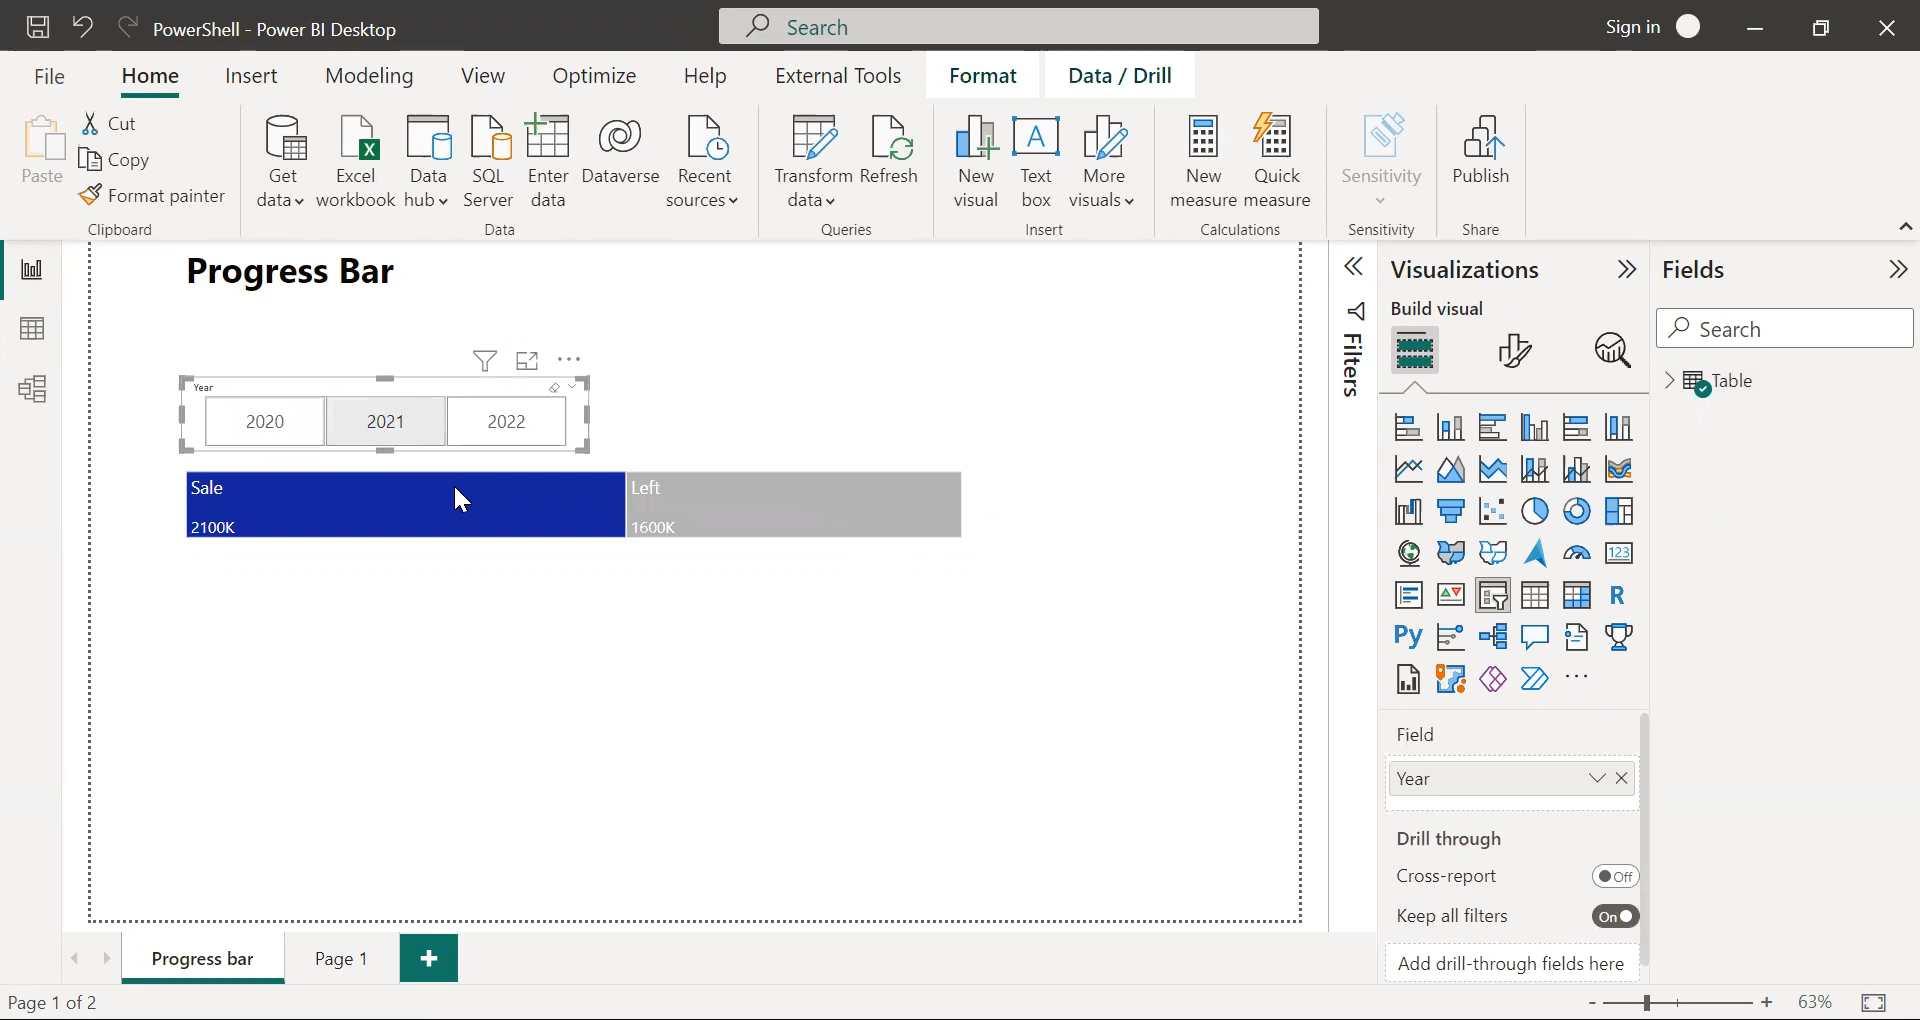 PowerShell - Power BI Desktop
Search
Sign in
File
Home
Insert
Modeling
View
Optimize
Help
External Tools
Format
Data / Drill
Paste
Cut
Copy
Format painter
Clipboard
Get data
Excel workbook
Data hub
SQL Server
Enter data
Dataverse
Recent sources
Data
Transform data
Refresh
Queries
New visual
Text box
More visuals
Insert
New measure
Quick measure
Calculations
Sensitivity
Sensitivity
Publish
Share
Progress Bar
Year
2020
2021
2022
Sale
2100K
Left
1600K
Filters
Visualizations
Build visual
123
R
Py
Field
Year
Drill through
Cross-report
Off
Keep all filters
On
Add drill-through fields here
Fields
Search
Table
Progress bar
Page 1
Page 1 of 2
63%